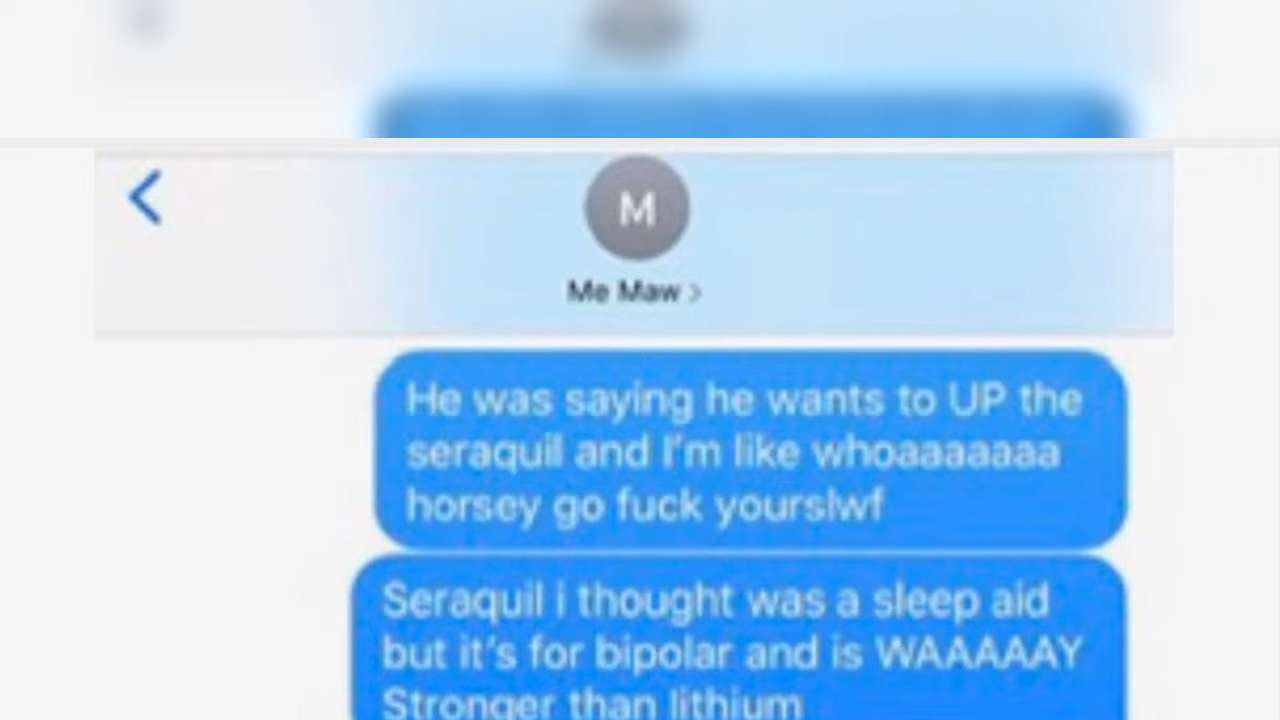 M
Me Maw >
He was saying he wants to UP the
seraquil and I'm like whoaaaaaaa
horsey go fuck yourslwf
Seraquil i thought was a sleep aid
but it's for bipolar and is WAAAAAY
Stronger than lithium